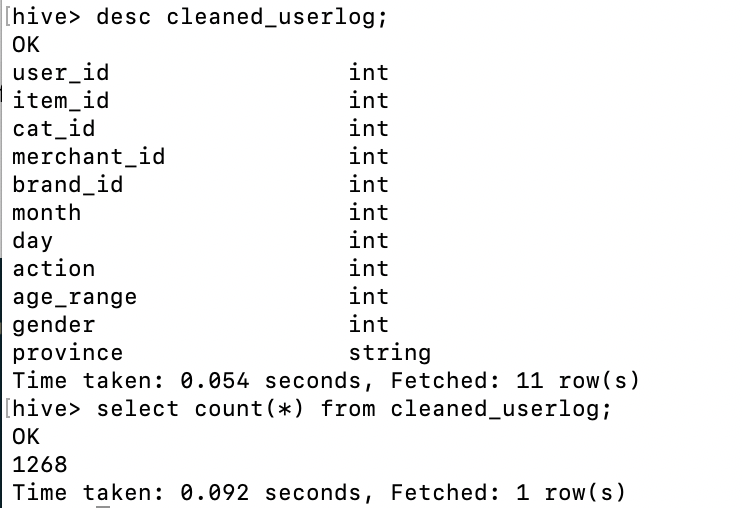 [hive> desc cleaned_userlog;
OK
user_id                 int
item_id                 int
cat_id                  int
merchant_id             int
brand_id                int
month                   int
day                     int
action                  int
age_range               int
gender                  int
province                string
Time taken: 0.054 seconds, Fetched: 11 row(s)
[hive> select count(*) from cleaned_userlog;
OK
1268
Time taken: 0.092 seconds, Fetched: 1 row(s)